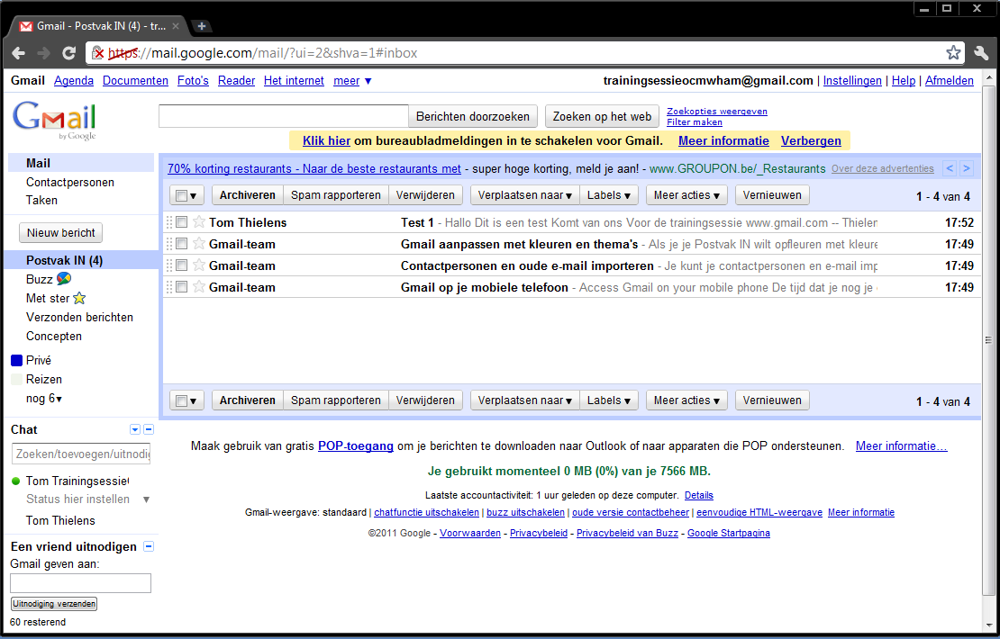 Gmail - Postvak IN (4) - tr...
https://mail.google.com/mail/?ui=2&shva=1#inbox
Gmail Agenda Documenten Foto's Reader Het internet meer ▼ trainingsessieocmwham@gmail.com | Instellingen | Help | Afmelden
Gmail by Google
Berichten doorzoeken Zoeken op het web Zoekopties weergeven
Filter maken
Klik hier om bureaubladmeldingen in te schakelen voor Gmail. Meer informatie Verbergen
Mail
Contactpersonen
Taken
Nieuw bericht
Postvak IN (4)
Buzz
Met ster
Verzonden berichten
Concepten
Privé
Reizen
nog 6▾
Chat
Zoeken/toevoegen/uitnodig
Tom Trainingsessie
Status hier instellen ▼
Tom Thielens
Een vriend uitnodigen
Gmail geven aan:
Uitnodiging verzenden
60 resterend
70% korting restaurants - Naar de beste restaurants met - super hoge korting, meld je aan! - www.GROUPON.be/_Restaurants Over deze advertenties < >
Archiveren Spam rapporteren Verwijderen Verplaatsen naar ▾ Labels ▾ Meer acties ▾ Vernieuwen 1 - 4 van 4
Tom Thielens Test 1 - Hallo Dit is een test Komt van ons Voor de trainingsessie www.gmail.com -- Thielen 17:52
Gmail-team Gmail aanpassen met kleuren en thema's - Als je je Postvak IN wilt opfleuren met kleure 17:49
Gmail-team Contactpersonen en oude e-mail importeren - Je kunt je contactpersonen en e-mail imp 17:49
Gmail-team Gmail op je mobiele telefoon - Access Gmail on your mobile phone De tijd dat je nog je 17:49
Archiveren Spam rapporteren Verwijderen Verplaatsen naar ▾ Labels ▾ Meer acties ▾ Vernieuwen 1 - 4 van 4
Maak gebruik van gratis POP-toegang om je berichten te downloaden naar Outlook of naar apparaten die POP ondersteunen. Meer informatie…
Je gebruikt momenteel 0 MB (0%) van je 7566 MB.
Laatste accountactiviteit: 1 uur geleden op deze computer. Details
Gmail-weergave: standaard | chatfunctie uitschakelen | buzz uitschakelen | oude versie contactbeheer | eenvoudige HTML-weergave Meer informatie
©2011 Google - Voorwaarden - Privacybeleid - Privacybeleid van Buzz - Google Startpagina